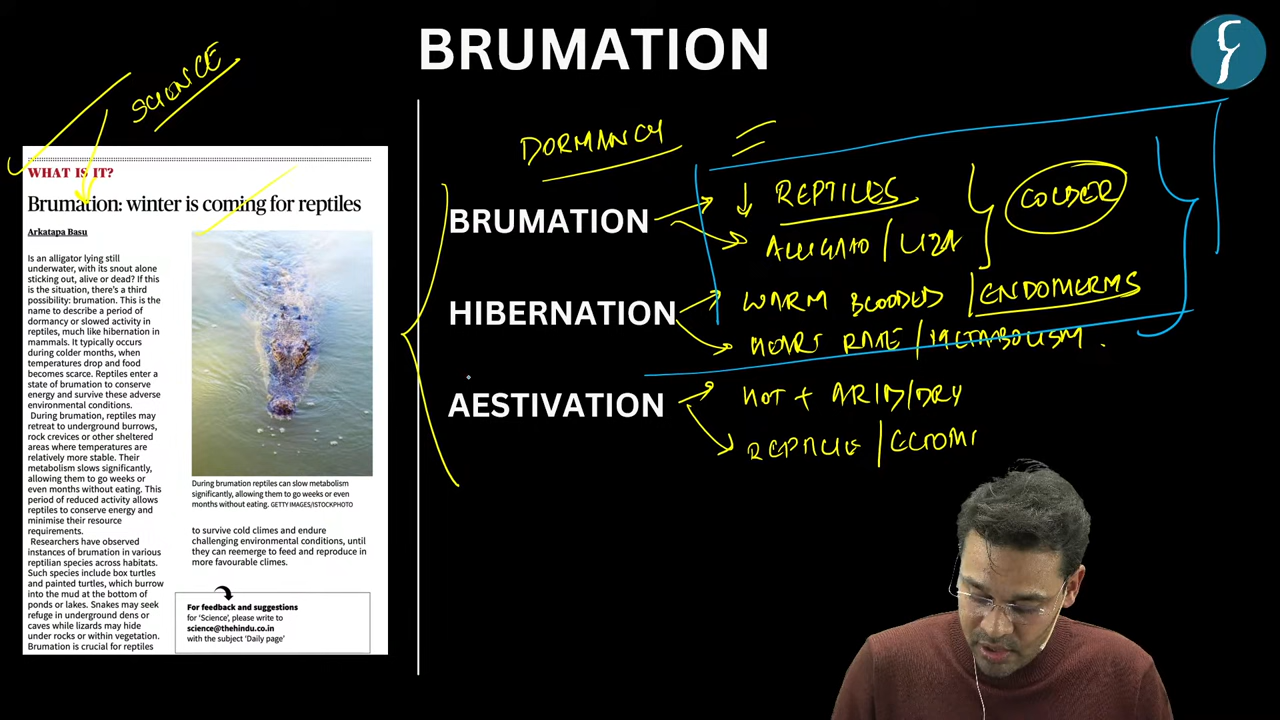 BRUMATION
SCIENCE
WHAT IS IT?
Brumation: winter is coming for reptiles
Arkatapa Basu
Is an alligator lying still
underwater, with its snout alone
sticking out, alive or dead? If this
is the situation, there's a third
possibility: brumation. This is the
name to describe a period of
dormancy or slowed activity in
reptiles, much like hibernation in
mammals. It typically occurs
during colder months, when
temperatures drop and food
becomes scarce. Reptiles enter a
state of brumation to conserve
energy and survive these adverse
environmental conditions.
During brumation, reptiles may
retreat to underground burrows,
rock crevices or other sheltered
areas where temperatures are
relatively more stable. Their
metabolism slows significantly,
allowing them to go weeks or
even months without eating. This
period of reduced activity allows
reptiles to conserve energy and
minimise their resource
requirements.
Researchers have observed
instances of brumation in various
reptilian species across habitats.
Such species include box turtles
and painted turtles, which burrow
into the mud at the bottom of
ponds or lakes. Snakes may seek
refuge in underground dens or
caves while lizards may hide
under rocks or within vegetation.
Brumation is crucial for reptiles
During brumation reptiles can slow metabolism
significantly, allowing them to go weeks or even
months without eating. GETTY IMAGES/ISTOCKPHOTO
to survive cold climes and endure
challenging environmental conditions, until
they can reemerge to feed and reproduce in
more favourable climes.
For feedback and suggestions
for 'Science', please write to
science@thehindu.co.in
with the subject 'Daily page'
DORMANCY =
BRUMATION
↓ REPTILES
ALLIGATO / LIZA
COLDER
HIBERNATION
WARM BLOODED | ENDOTHERMS
HEART RATE / METABOLISM .
AESTIVATION
HOT + ARID/DRY
REPTILE / ECTOM